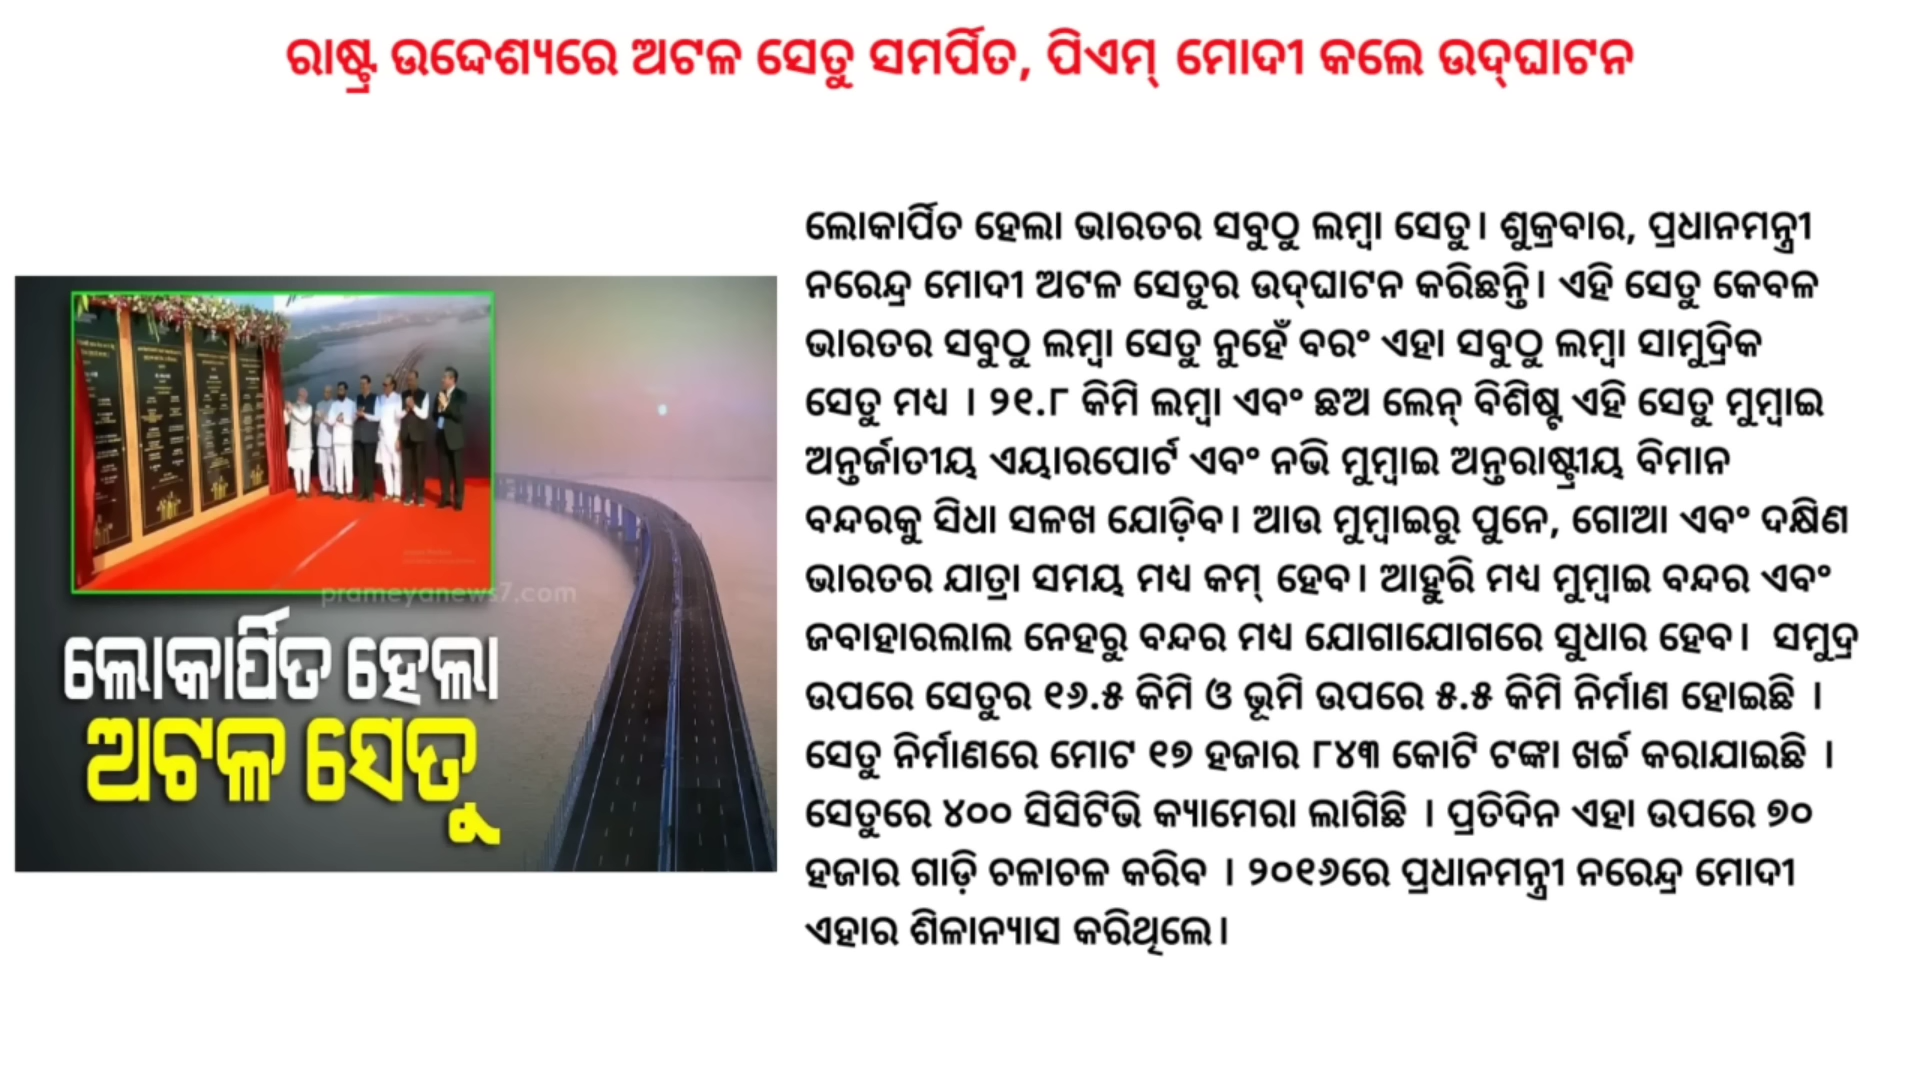 ରାଷ୍ଟ୍ର ଉଦ୍ଦେଶ୍ୟରେ ଅଟଳ ସେତୁ ସମର୍ପିତ, ପିଏମ୍ ମୋଦୀ କଲେ ଉଦ୍‌ଘାଟନ
ଲୋକାର୍ପିତ ହେଲା ଭାରତର ସବୁଠୁ ଲମ୍ବା ସେତୁ। ଶୁକ୍ରବାର, ପ୍ରଧାନମନ୍ତ୍ରୀ
ନରେନ୍ଦ୍ର ମୋଦୀ ଅଟଳ ସେତୁର ଉଦ୍‌ଘାଟନ କରିଛନ୍ତି। ଏହି ସେତୁ କେବଳ
ଭାରତର ସବୁଠୁ ଲମ୍ବା ସେତୁ ନୁହେଁ ବରଂ ଏହା ସବୁଠୁ ଲମ୍ବା ସାମୁଦ୍ରିକ
ସେତୁ ମଧ୍ୟ । ୨୧.୮ କିମି ଲମ୍ବା ଏବଂ ଛଅ ଲେନ୍ ବିଶିଷ୍ଟ ଏହି ସେତୁ ମୁମ୍ବାଇ
ଅନ୍ତର୍ଜାତୀୟ ଏୟାରପୋର୍ଟ ଏବଂ ନଭି ମୁମ୍ବାଇ ଅନ୍ତରାଷ୍ଟ୍ରୀୟ ବିମାନ
ବନ୍ଦରକୁ ସିଧା ସଳଖ ଯୋଡ଼ିବ। ଆଉ ମୁମ୍ବାଇରୁ ପୁନେ, ଗୋଆ ଏବଂ ଦକ୍ଷିଣ
ଭାରତର ଯାତ୍ରା ସମୟ ମଧ୍ୟ କମ୍ ହେବ। ଆହୁରି ମଧ୍ୟ ମୁମ୍ବାଇ ବନ୍ଦର ଏବଂ
ଜବାହାରଲାଲ ନେହରୁ ବନ୍ଦର ମଧ୍ୟ ଯୋଗାଯୋଗରେ ସୁଧାର ହେବ। ସମୁଦ୍ର
ଉପରେ ସେତୁର ୧୬.୫ କିମି ଓ ଭୂମି ଉପରେ ୫.୫ କିମି ନିର୍ମାଣ ହୋଇଛି ।
ସେତୁ ନିର୍ମାଣରେ ମୋଟ ୧୭ ହଜାର ୮୪୩ କୋଟି ଟଙ୍କା ଖର୍ଚ୍ଚ କରାଯାଇଛି ।
ସେତୁରେ ୪୦୦ ସିସିଟିଭି କ୍ୟାମେରା ଲାଗିଛି । ପ୍ରତିଦିନ ଏହା ଉପରେ ୭୦
ହଜାର ଗାଡ଼ି ଚଳାଚଳ କରିବ । ୨୦୧୬ରେ ପ୍ରଧାନମନ୍ତ୍ରୀ ନରେନ୍ଦ୍ର ମୋଦୀ
ଏହାର ଶିଳାନ୍ୟାସ କରିଥିଲେ।
prameyanews7.com
ଲୋକାର୍ପିତ ହେଲା
ଅଟଳ ସେତୁ